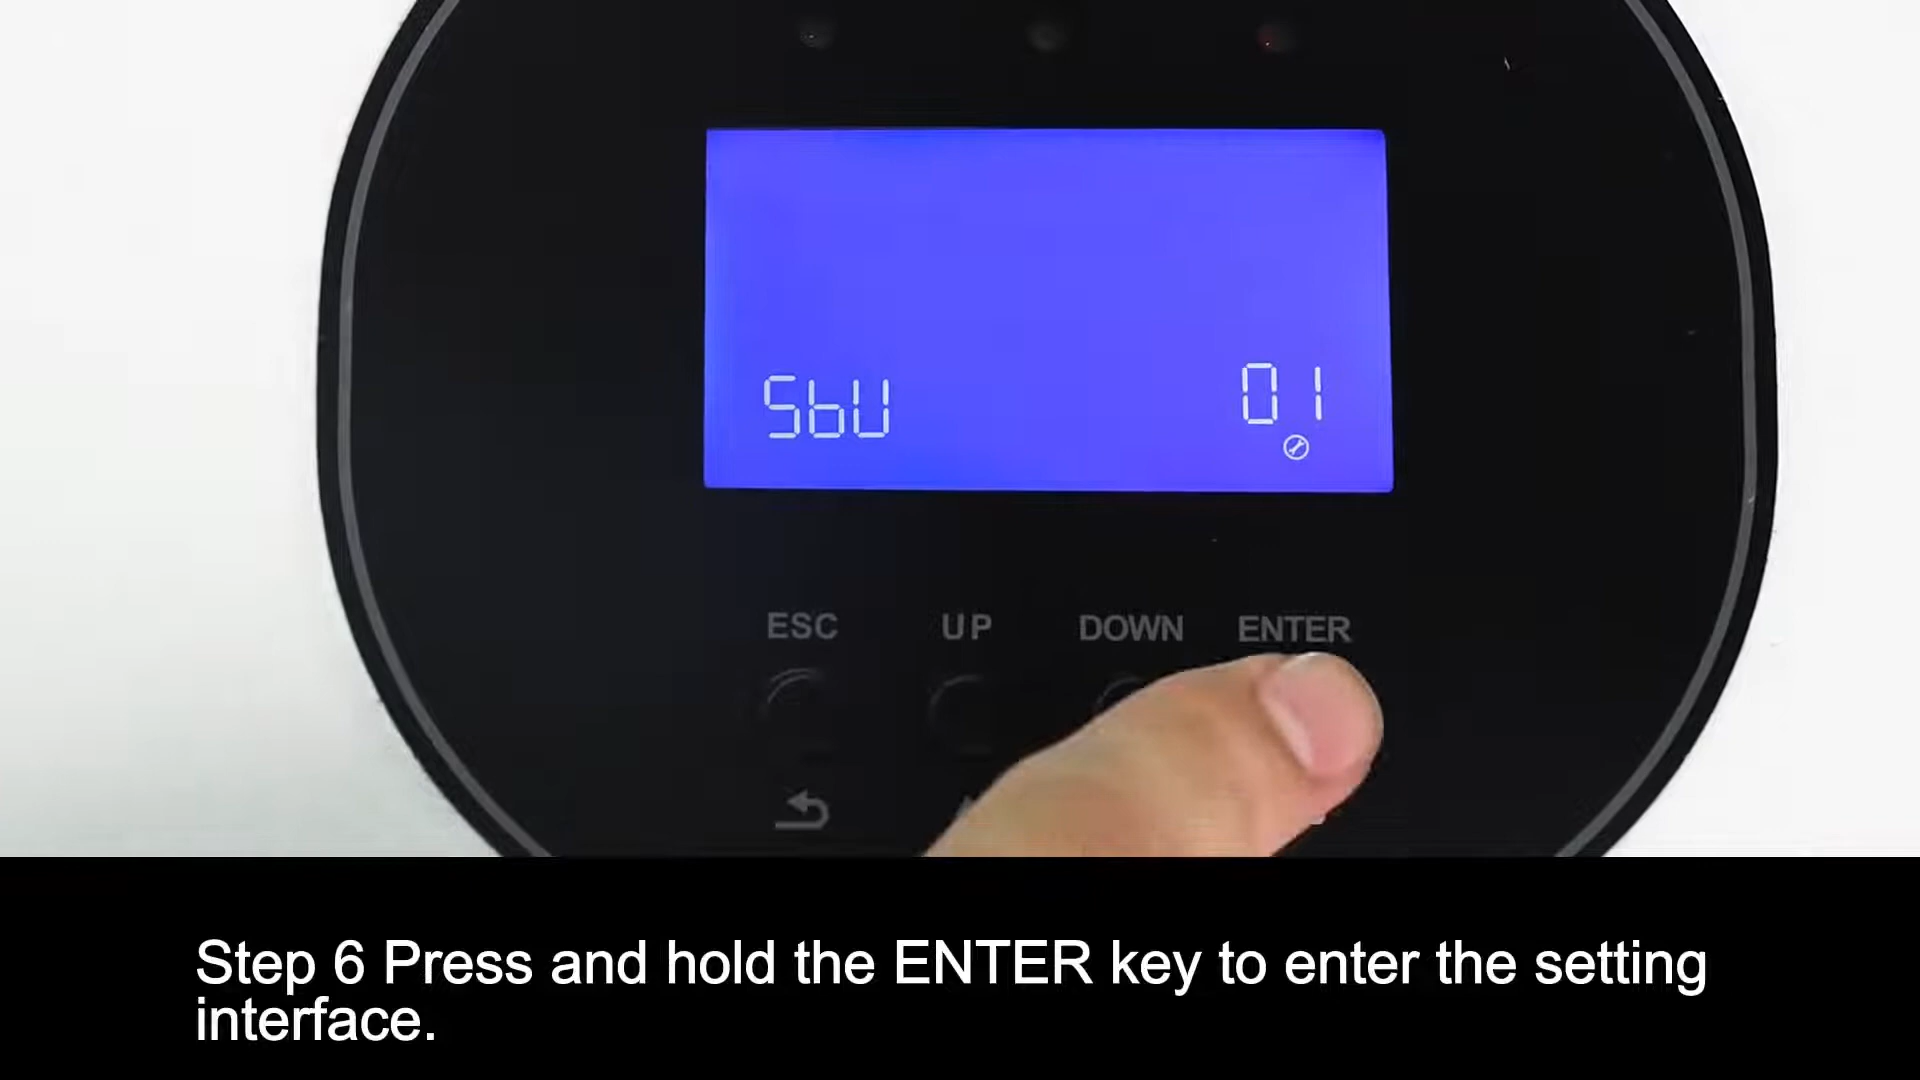 SbU 01
ESC UP DOWN ENTER
Step 6 Press and hold the ENTER key to enter the setting
interface.